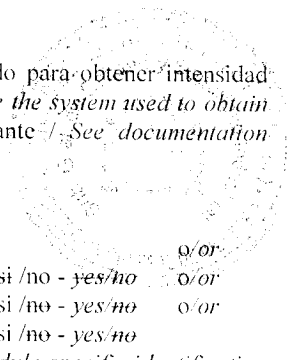 lo para obtener intensidad
the system used to obtain
ante / See documentation
o/or
si /no - yes/no o/or
si /no - yes/no o/or
si /no - yes/no